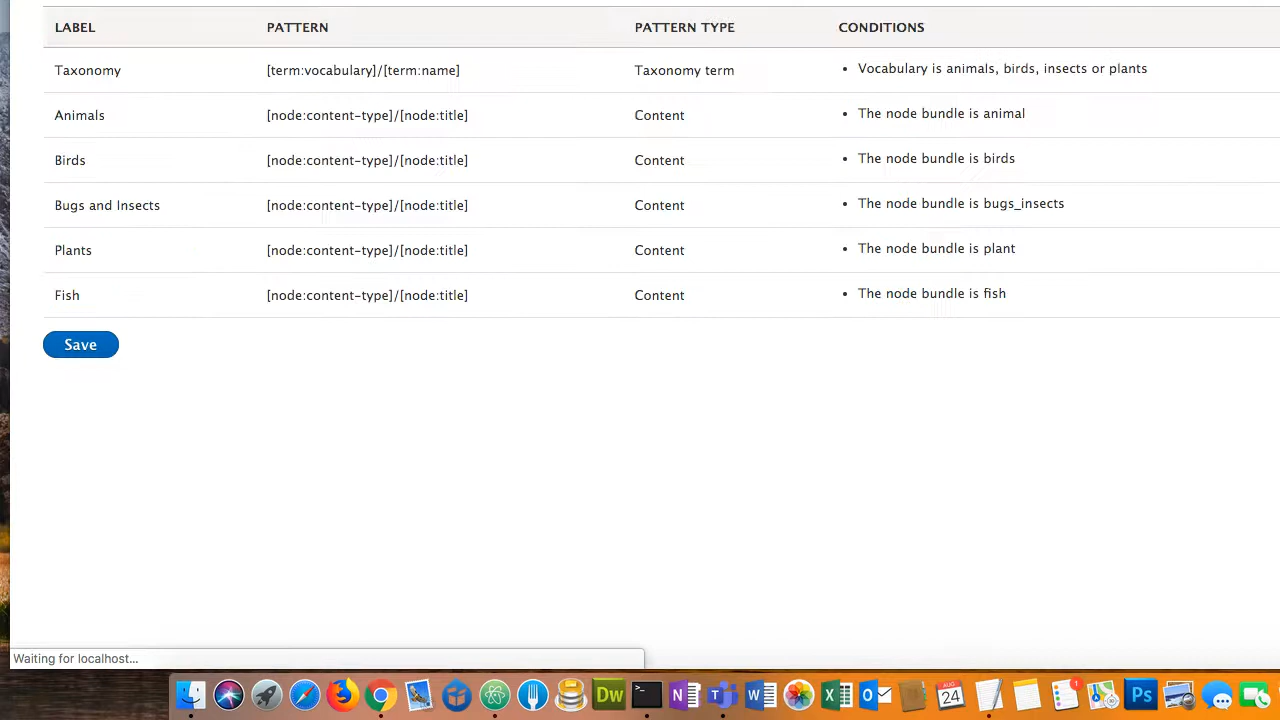 LABEL PATTERN PATTERN TYPE CONDITIONS
Taxonomy [term:vocabulary]/[term:name] Taxonomy term • Vocabulary is animals, birds, insects or plants
Animals [node:content-type]/[node:title] Content • The node bundle is animal
Birds [node:content-type]/[node:title] Content • The node bundle is birds
Bugs and Insects [node:content-type]/[node:title] Content • The node bundle is bugs_insects
Plants [node:content-type]/[node:title] Content • The node bundle is plant
Fish [node:content-type]/[node:title] Content • The node bundle is fish
Save
Waiting for localhost...
Dw
>_
N
T
W
X
O
AUG
24
1
Ps